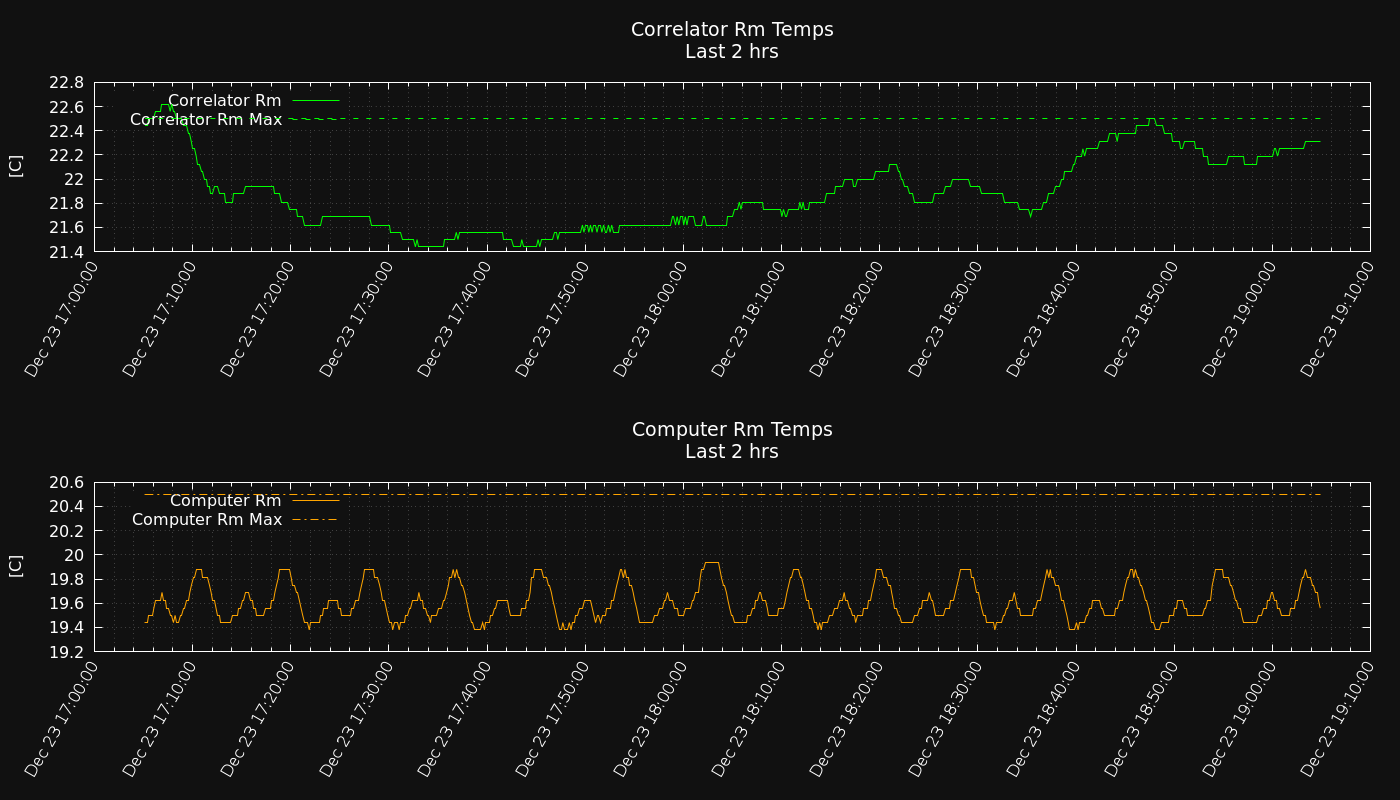 Correlator Rm Temps
Last 2 hrs
22.8
22.6
22.4
22.2
22
21.8
21.6
21.4
[C]
Correlator Rm
Correlator Rm Max
Dec 23 17:00:00
Dec 23 17:10:00
Dec 23 17:20:00
Dec 23 17:30:00
Dec 23 17:40:00
Dec 23 17:50:00
Dec 23 18:00:00
Dec 23 18:10:00
Dec 23 18:20:00
Dec 23 18:30:00
Dec 23 18:40:00
Dec 23 18:50:00
Dec 23 19:00:00
Dec 23 19:10:00
Computer Rm Temps
Last 2 hrs
20.6
20.4
20.2
20
19.8
19.6
19.4
19.2
[C]
Computer Rm
Computer Rm Max
Dec 23 17:00:00
Dec 23 17:10:00
Dec 23 17:20:00
Dec 23 17:30:00
Dec 23 17:40:00
Dec 23 17:50:00
Dec 23 18:00:00
Dec 23 18:10:00
Dec 23 18:20:00
Dec 23 18:30:00
Dec 23 18:40:00
Dec 23 18:50:00
Dec 23 19:00:00
Dec 23 19:10:00